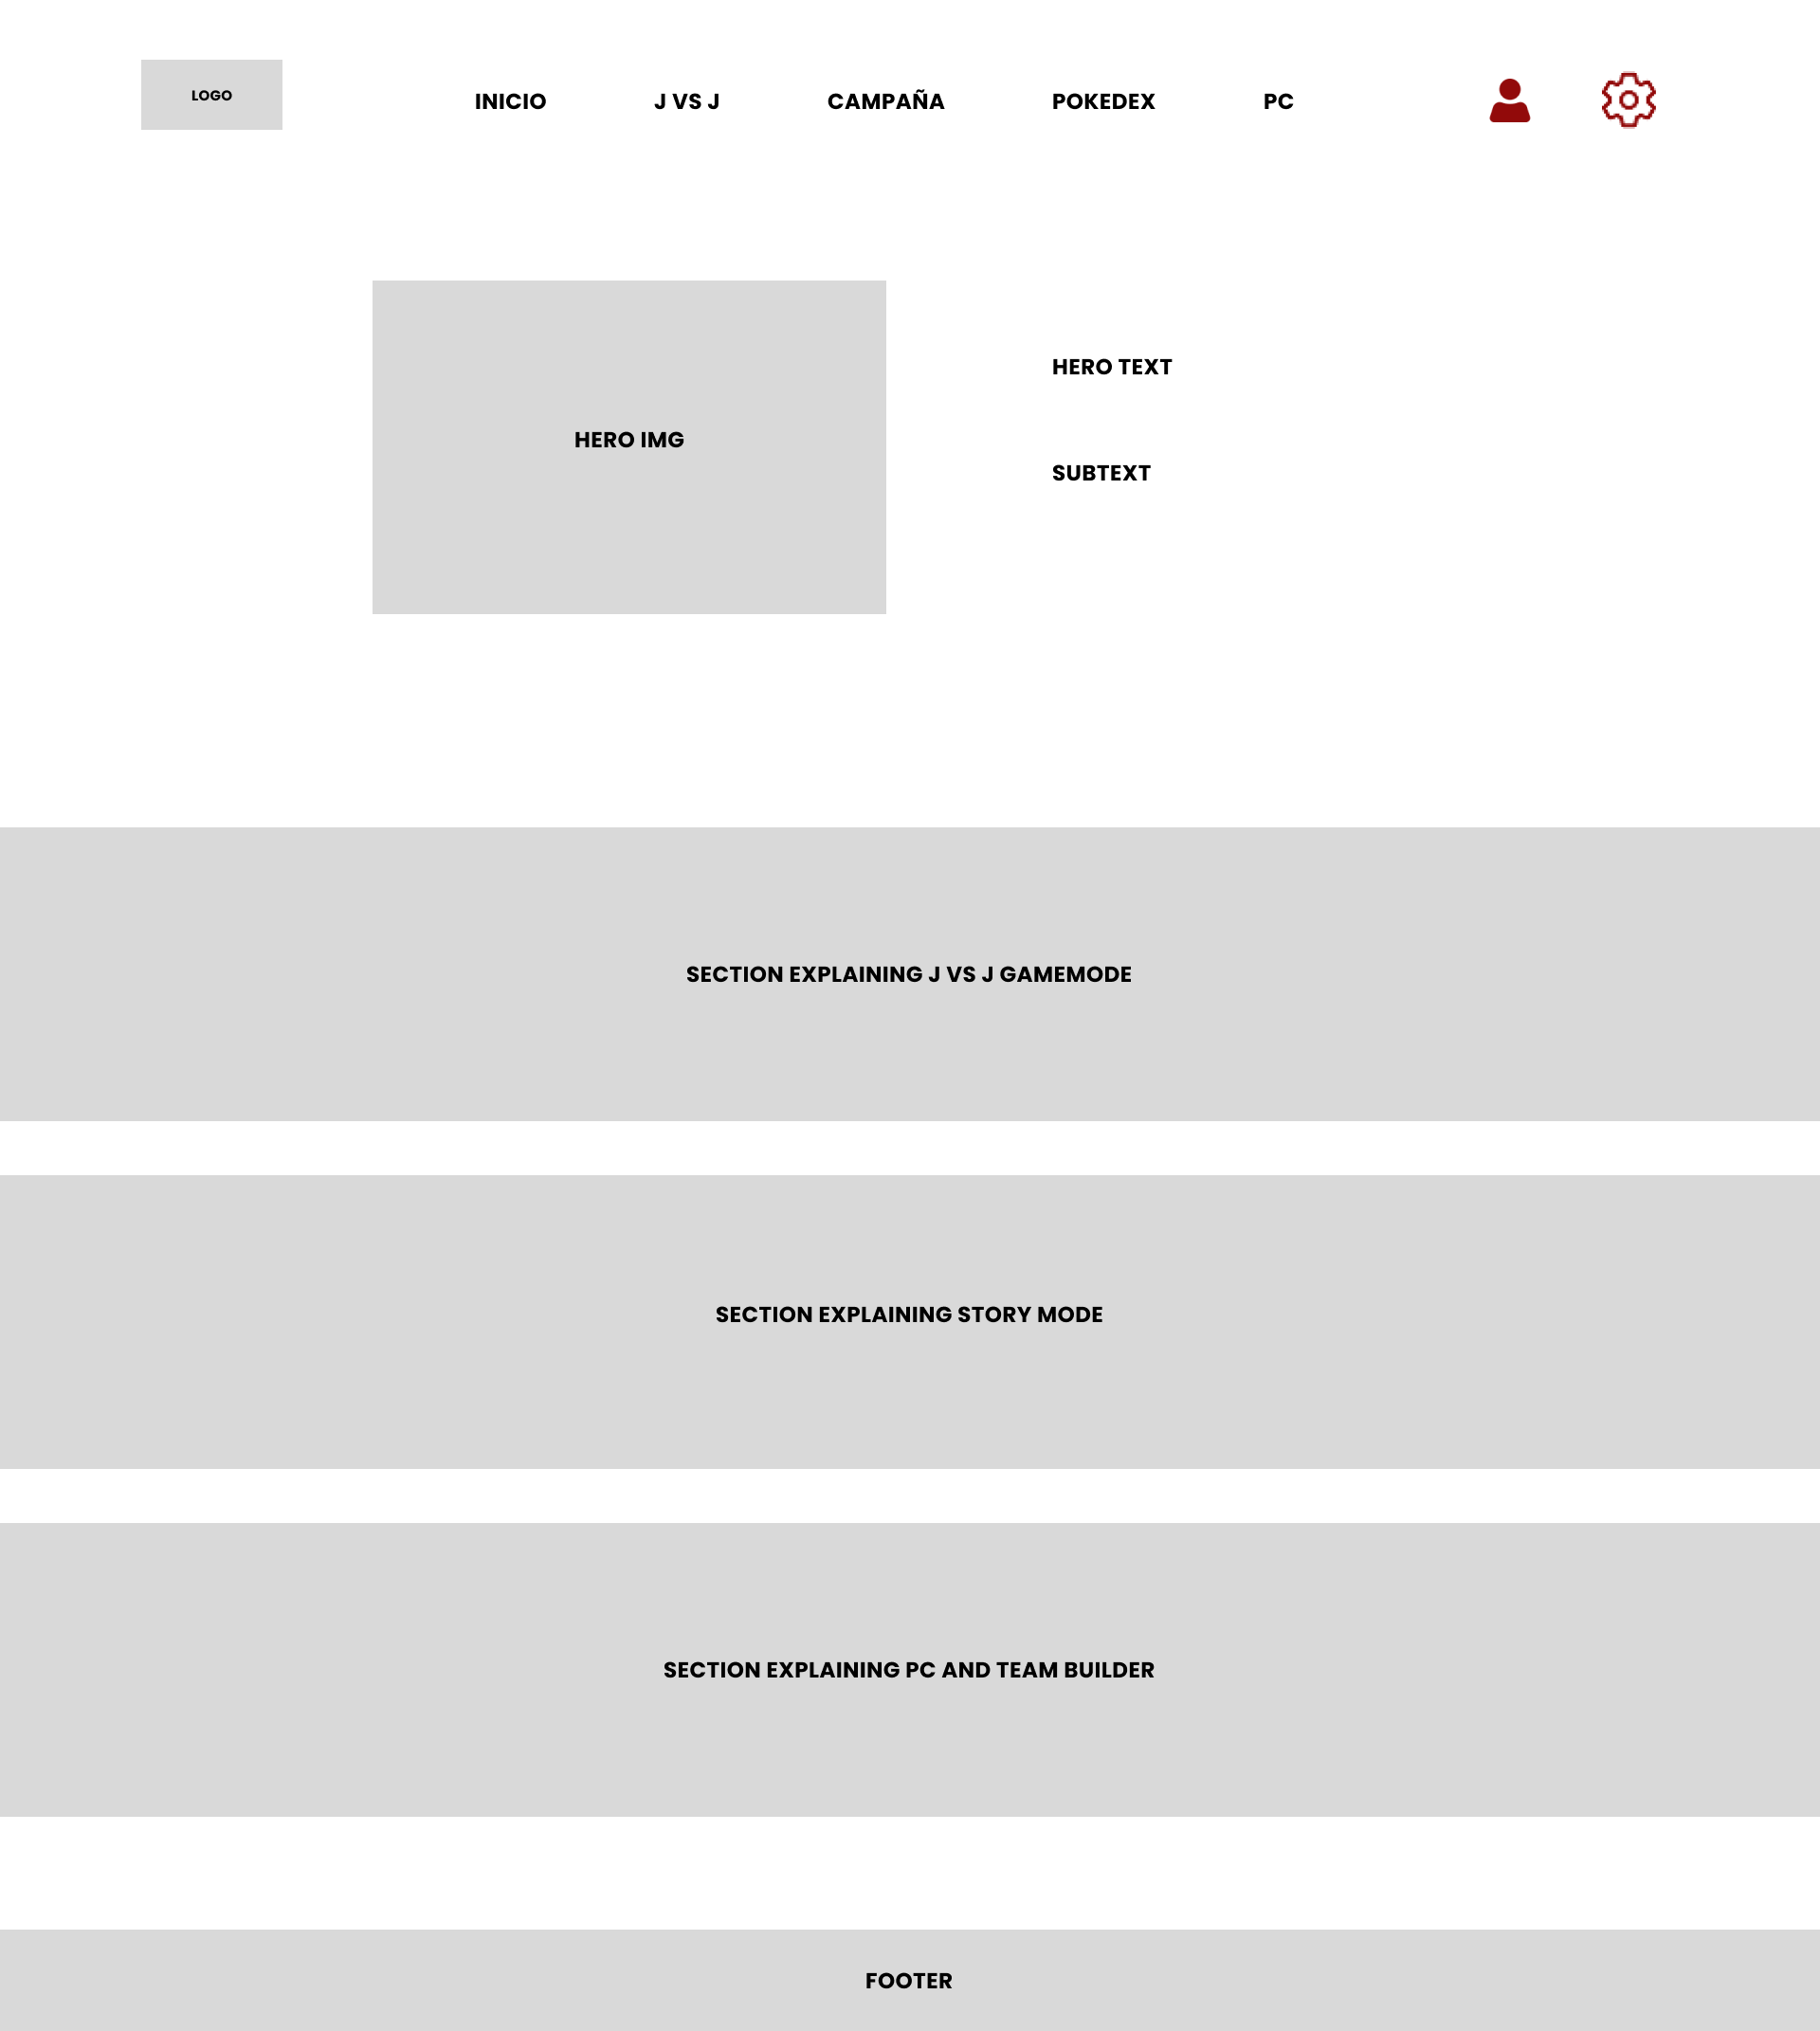 LOGO
INICIO
J VS J
CAMPAÑA
POKEDEX
PC
HERO IMG
HERO TEXT
SUBTEXT
SECTION EXPLAINING J VS J GAMEMODE
SECTION EXPLAINING STORY MODE
SECTION EXPLAINING PC AND TEAM BUILDER
FOOTER